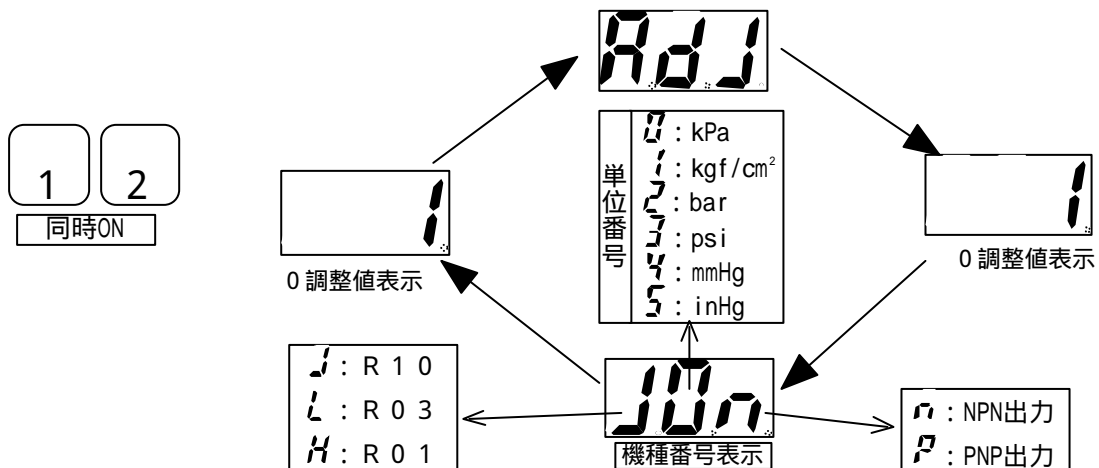 AdJ
1 2
同時ON
1
0 調整値表示
単位番号
0 : kPa
1 : kgf/cm²
2 : bar
3 : psi
4 : mmHg
5 : inHg
1
0 調整値表示
J : R 1 0
L : R 0 3
H : R 0 1
J0n
機種番号表示
n : NPN出力
P : PNP出力